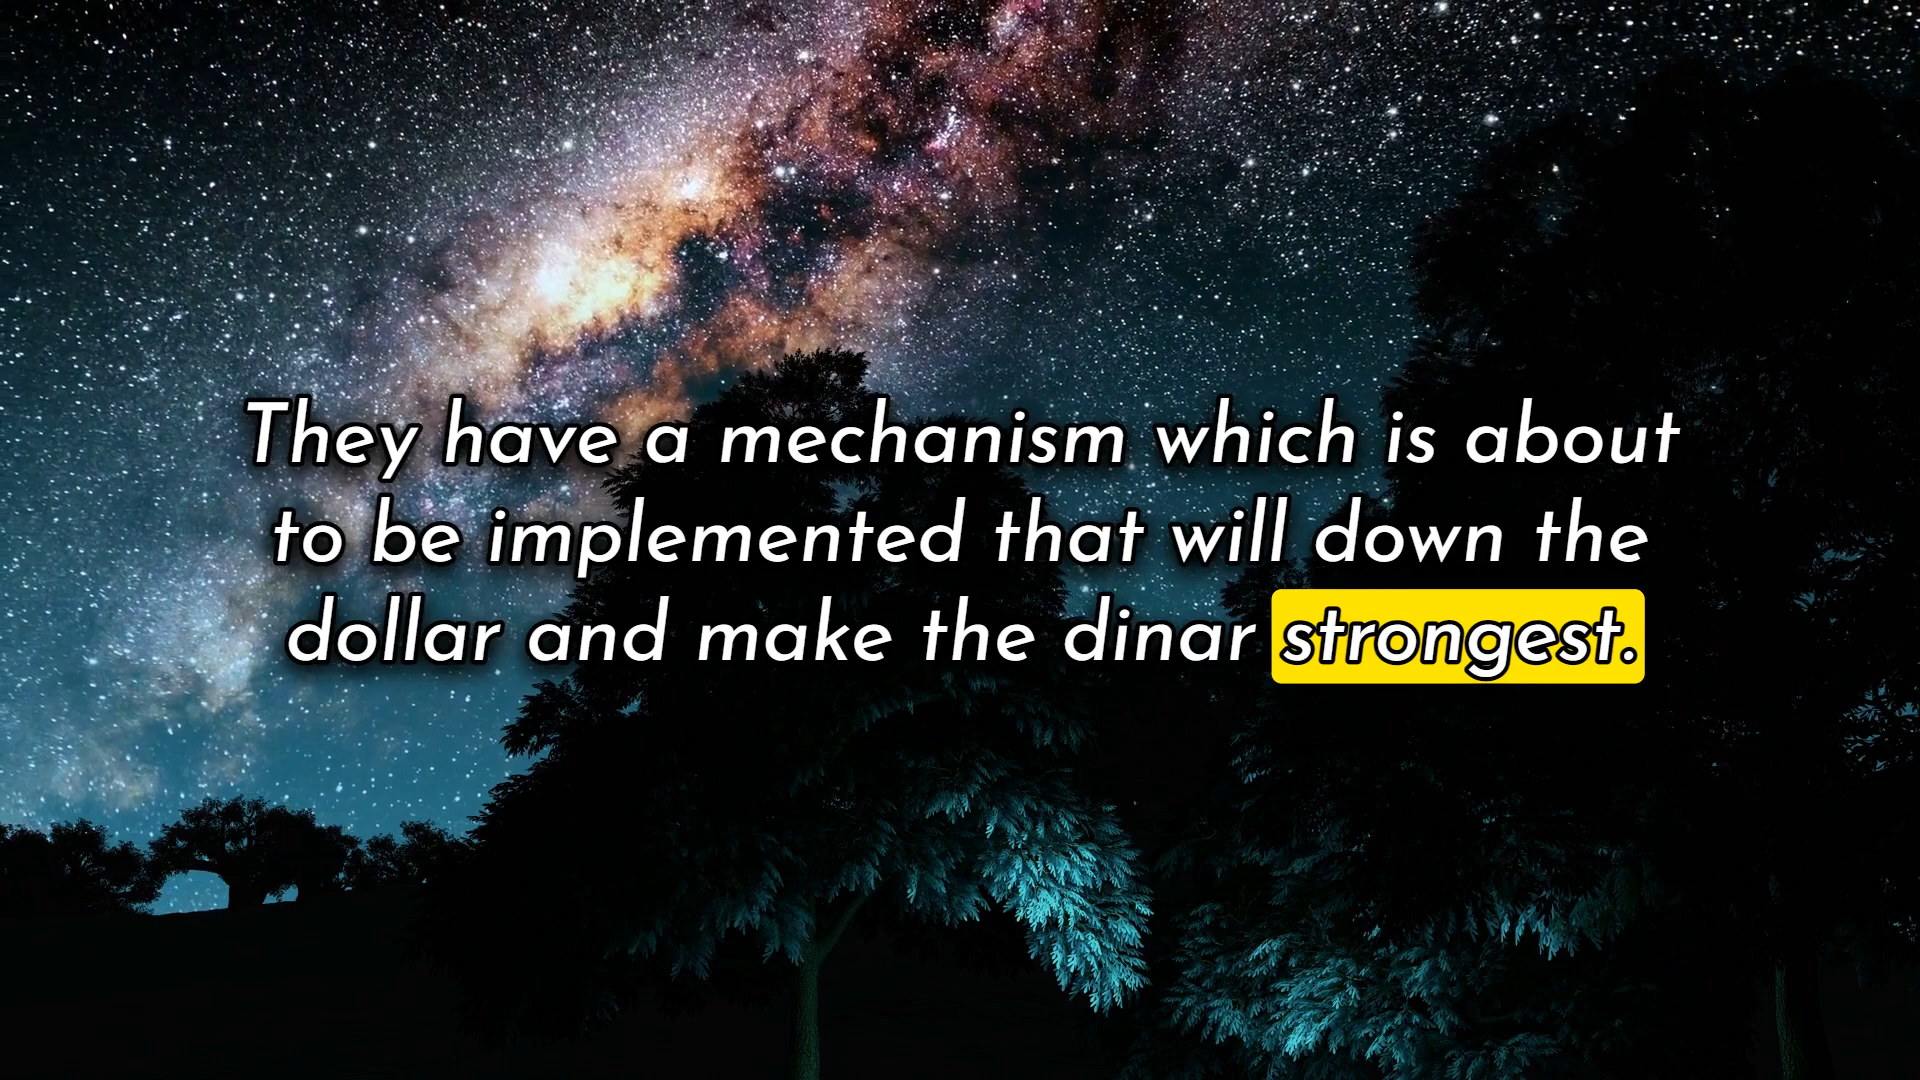 They have a mechanism which is about
to be implemented that will down the
dollar and make the dinar strongest.